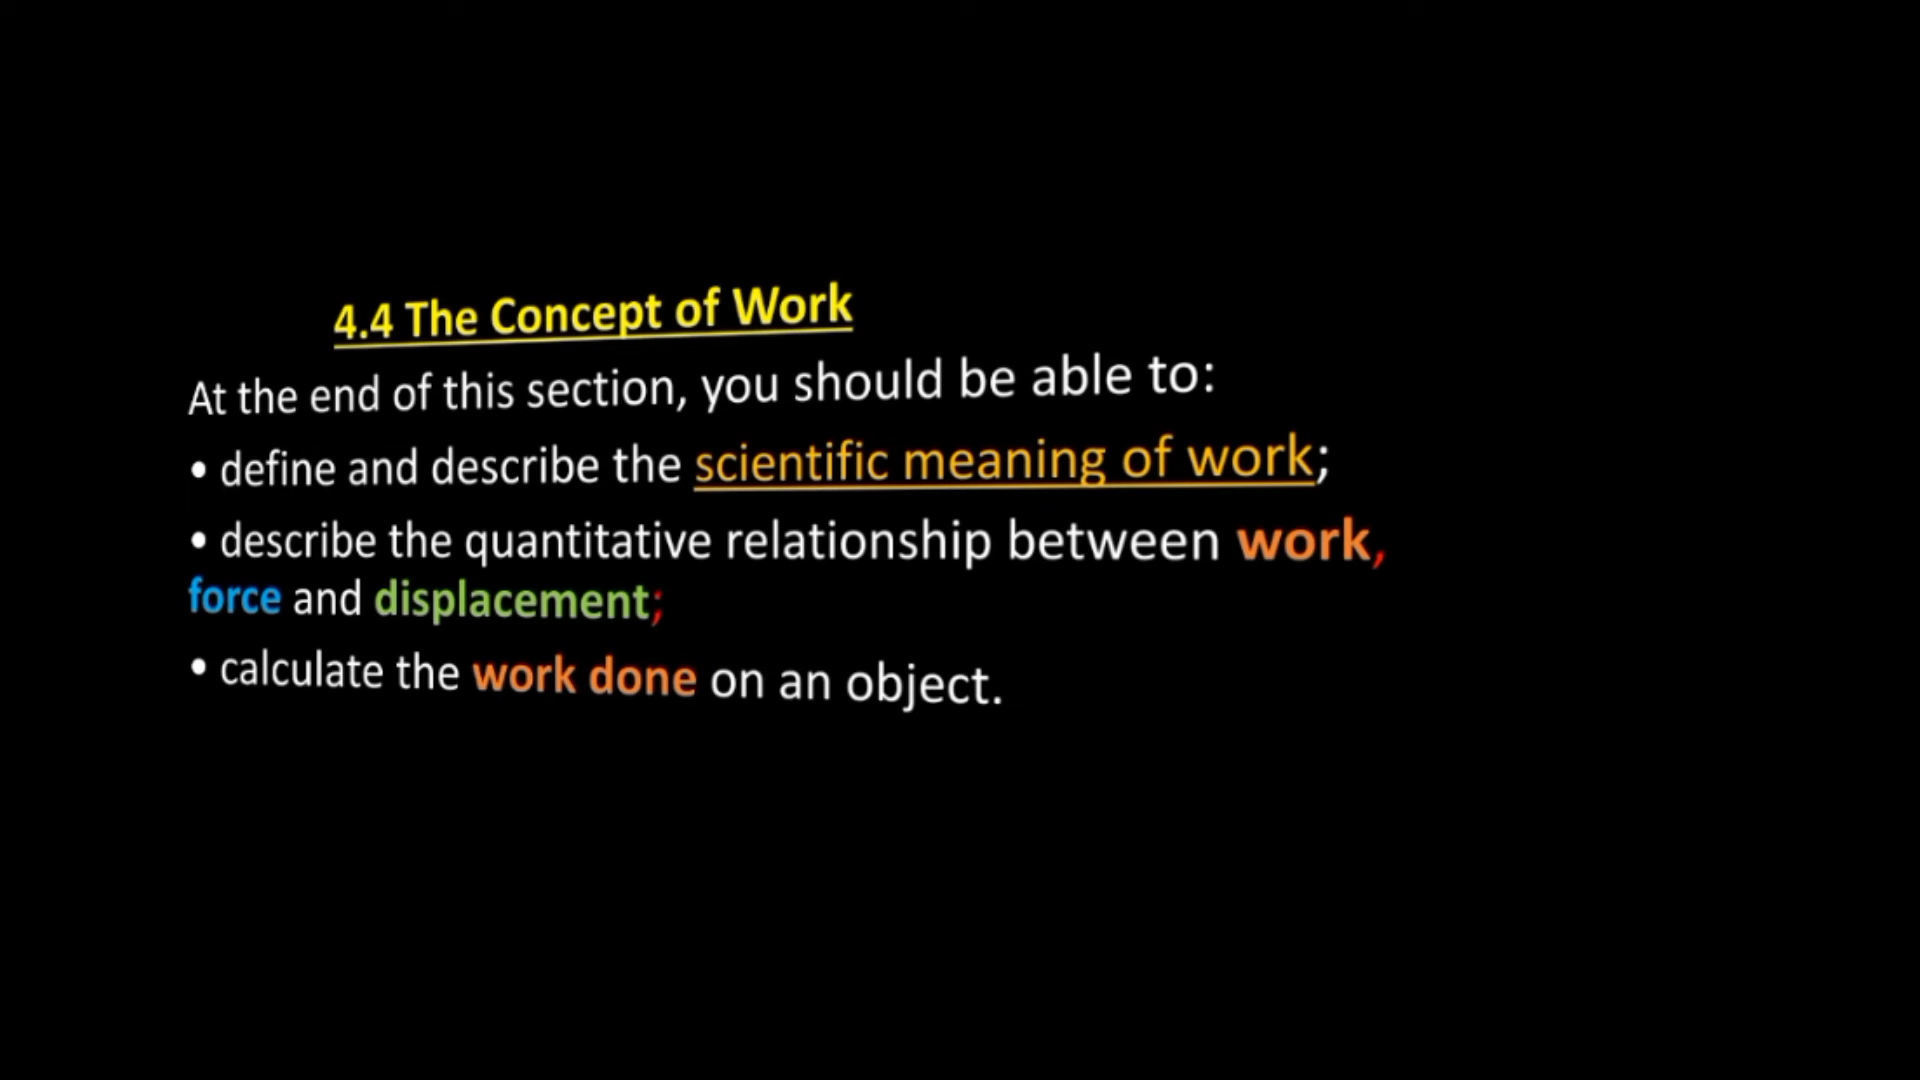 4.4 The Concept of Work
At the end of this section, you should be able to:
• define and describe the scientific meaning of work;
• describe the quantitative relationship between work,
force and displacement;
• calculate the work done on an object.